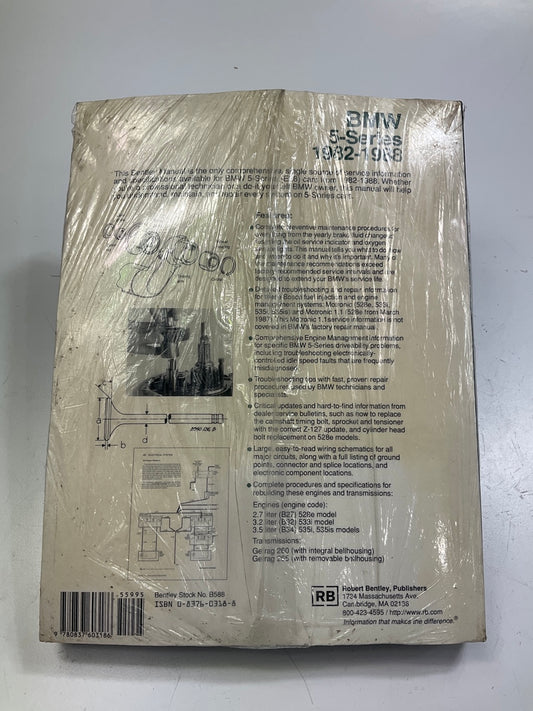 BMW
5-Series
1982-1988
This Bentley Manual is the only comprehensive, single source of service information
and specifications available for BMW 5-Series (E28) cars from 1982-1988. Whether
you're a professional technician or a do-it-yourself BMW owner, this manual will help
you understand, maintain, and repair every system on 5-Series cars.
Features:
• Complete preventive maintenance procedures for
everything from the yearly brake fluid change to
the oil service indicator and oxygen
lights. This manual tells you what to do, how
and when to do it and why it's important. Many of
the maintenance recommendations exceed
factory-recommended service intervals and are
designed to extend your BMW's service life.
• Detailed troubleshooting and repair information
for the Bosch fuel injection and engine
management systems: Motronic (528e, 533i,
535i, 535is) and Motronic 1.1 (528e from March
1987). This Motronic 1.1 service information is not
covered in BMW's factory repair manual.
• Comprehensive Engine Management information
for specific BMW 5-Series driveability problems,
including troubleshooting electronically-
controlled idle speed faults that are frequently
misdiagnosed.
• Troubleshooting tips with fast, proven repair
procedures used by BMW technicians and
specialists.
• Critical updates and hard-to-find information from
dealer service bulletins, such as how to replace
the camshaft timing belt, sprocket and tensioner
with the correct Z-127 update, and cylinder head
bolt replacement on 528e models.
• Large, easy-to-read wiring schematics for all
major circuits, along with a full listing of ground
points, connector and splice locations, and
electronic component locations.
• Complete procedures and specifications for
rebuilding these engines and transmissions:
Engines (engine code):
2.7 liter (B27) 528e model
3.2 liter (B32) 533i model
3.5 liter (B34) 535i, 535is models
Transmissions:
Getrag 260 (with integral bellhousing)
Getrag 265 (with removable bellhousing)
a
b
d
55995
Bentley Stock No. B588
ISBN 0-8376-0318-8
9 780837 603186
RB
Robert Bentley, Publishers
1734 Massachusetts Ave.
Cambridge, MA 02138
800-423-4595 / http://www.rb.com
Information that makes the difference.®